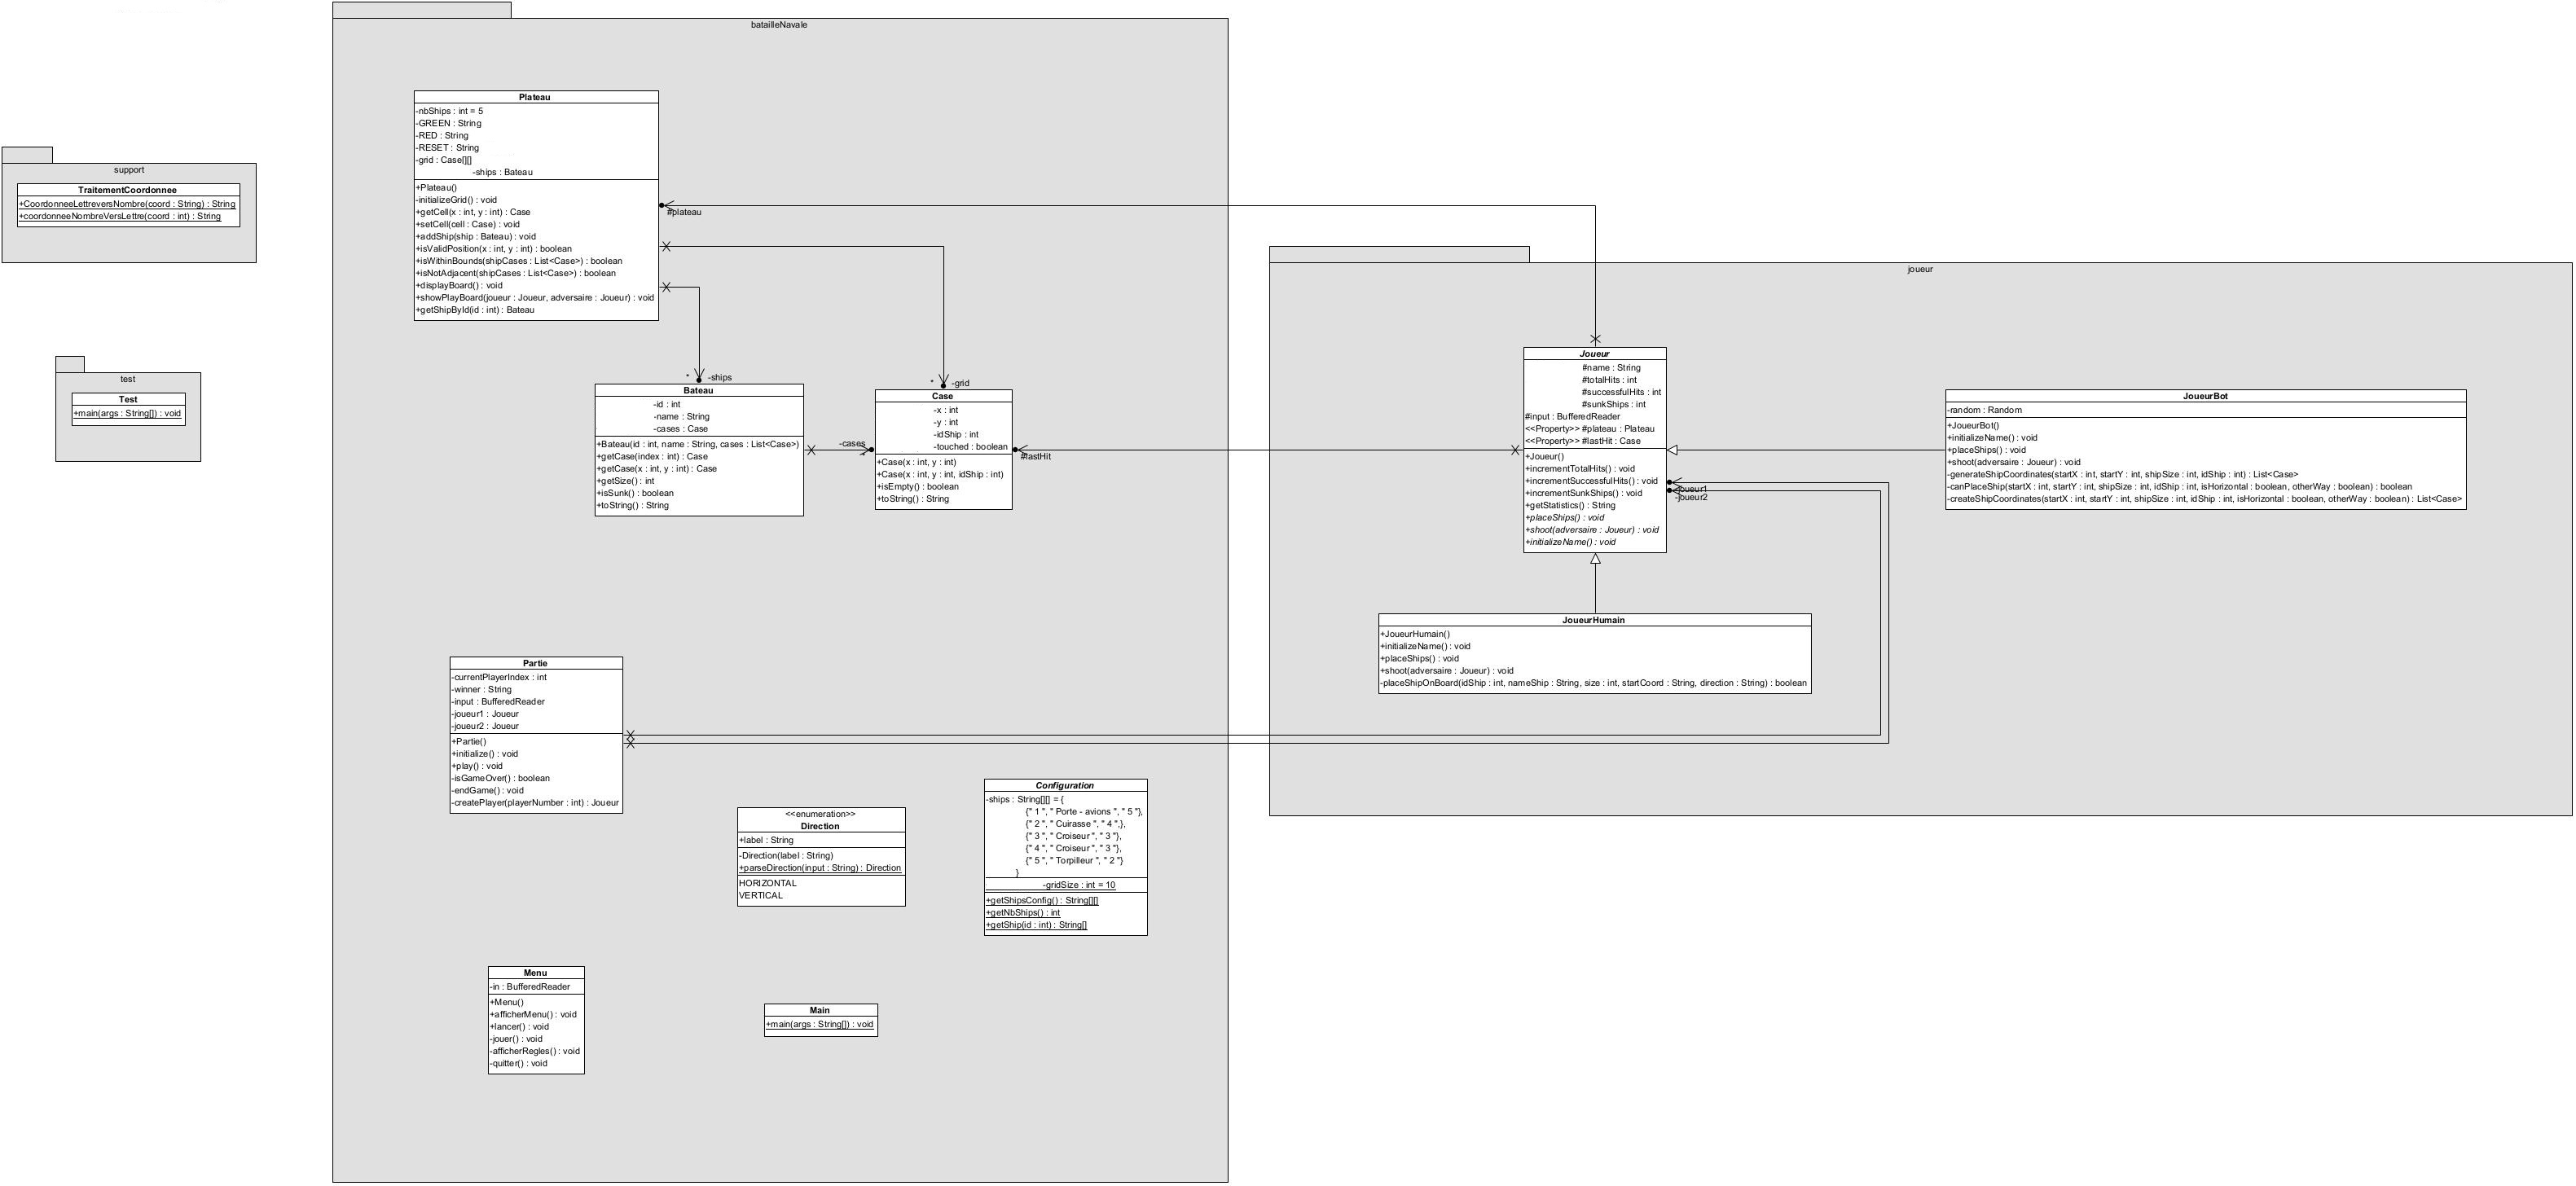 batailleNavale
Plateau
-nbShips : int = 5
-GREEN : String
-RED : String
-RESET : String
-grid : Case[][]
-ships : Bateau
+Plateau()
-initializeGrid() : void
+getCell(x : int, y : int) : Case
+setCell(cell : Case) : void
+addShip(ship : Bateau) : void
+isValidPosition(x : int, y : int) : boolean
+isWithinBounds(shipCases : List<Case>) : boolean
+isNotAdjacent(shipCases : List<Case>) : boolean
+displayBoard() : void
+showPlayBoard(joueur : Joueur, adversaire : Joueur) : void
+getShipById(id : int) : Bateau
support
TraitementCoordonnee
+CoordonneeLettreversNombre(coord : String) : String
+coordonneeNombreVersLettre(coord : int) : String
test
Test
+main(args : String[]) : void
#plateau
* -ships
* -grid
Bateau
-id : int
-name : String
-cases : Case
+Bateau(id : int, name : String, cases : List<Case>)
+getCase(index : int) : Case
+getCase(x : int, y : int) : Case
+getSize() : int
+isSunk() : boolean
+toString() : String
-cases
*
Case
-x : int
-y : int
-idShip : int
-touched : boolean
+Case(x : int, y : int)
+Case(x : int, y : int, idShip : int)
+isEmpty() : boolean
+toString() : String
#lastHit
joueur
Joueur
#name : String
#totalHits : int
#successfulHits : int
#sunkShips : int
#input : BufferedReader
<<Property>> #plateau : Plateau
<<Property>> #lastHit : Case
+Joueur()
+incrementTotalHits() : void
+incrementSuccessfulHits() : void
+incrementSunkShips() : void
+getStatistics() : String
+placeShips() : void
+shoot(adversaire : Joueur) : void
+initializeName() : void
-joueur1
-joueur2
JoueurBot
-random : Random
+JoueurBot()
+initializeName() : void
+placeShips() : void
+shoot(adversaire : Joueur) : void
-generateShipCoordinates(startX : int, startY : int, shipSize : int, idShip : int) : List<Case>
-canPlaceShip(startX : int, startY : int, shipSize : int, idShip : int, isHorizontal : boolean, otherWay : boolean) : boolean
-createShipCoordinates(startX : int, startY : int, shipSize : int, idShip : int, isHorizontal : boolean, otherWay : boolean) : List<Case>
JoueurHumain
+JoueurHumain()
+initializeName() : void
+placeShips() : void
+shoot(adversaire : Joueur) : void
-placeShipOnBoard(idShip : int, nameShip : String, size : int, startCoord : String, direction : String) : boolean
Partie
-currentPlayerIndex : int
-winner : String
-input : BufferedReader
-joueur1 : Joueur
-joueur2 : Joueur
+Partie()
+initialize() : void
+play() : void
-isGameOver() : boolean
-endGame() : void
-createPlayer(playerNumber : int) : Joueur
<<enumeration>>
Direction
+label : String
-Direction(label : String)
+parseDirection(input : String) : Direction
HORIZONTAL
VERTICAL
Configuration
-ships : String[][] = {
{" 1 ", " Porte - avions ", " 5 "},
{" 2 ", " Cuirasse ", " 4 ",},
{" 3 ", " Croiseur ", " 3 "},
{" 4 ", " Croiseur ", " 3 "},
{" 5 ", " Torpilleur ", " 2 "}
}
-gridSize : int = 10
+getShipsConfig() : String[][]
+getNbShips() : int
+getShip(id : int) : String[]
Menu
-in : BufferedReader
+Menu()
+afficherMenu() : void
+lancer() : void
-jouer() : void
-afficherRegles() : void
-quitter() : void
Main
+main(args : String[]) : void